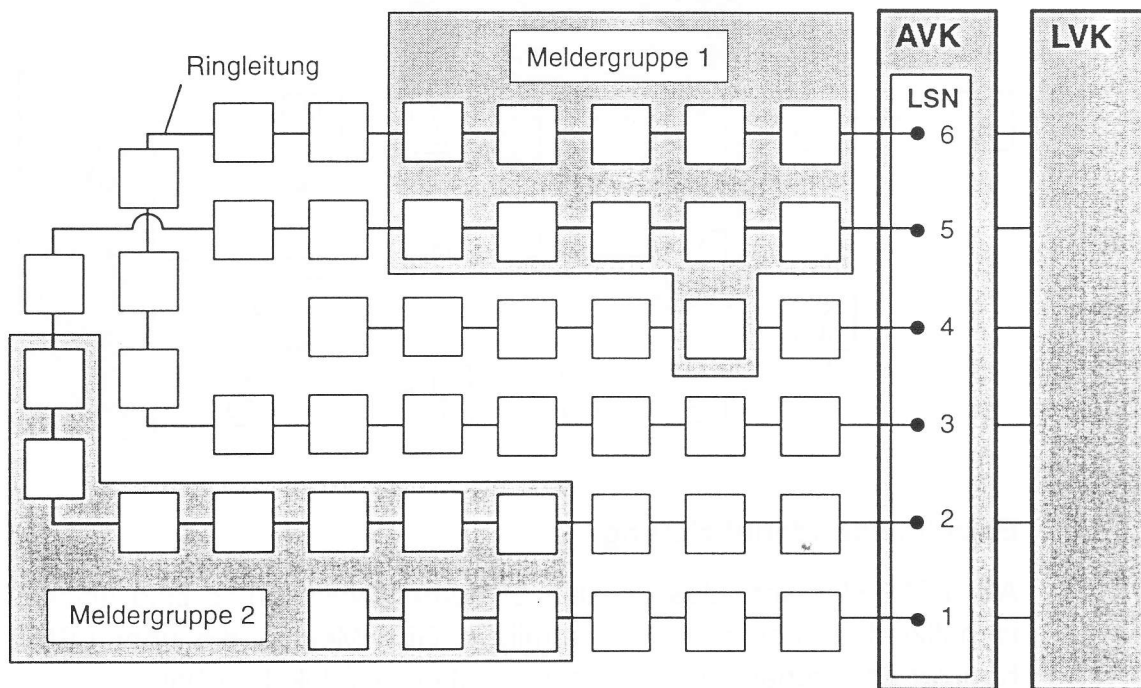 Ringleitung
Meldergruppe 1
AVK
LVK
LSN
6
5
4
3
2
1
Meldergruppe 2